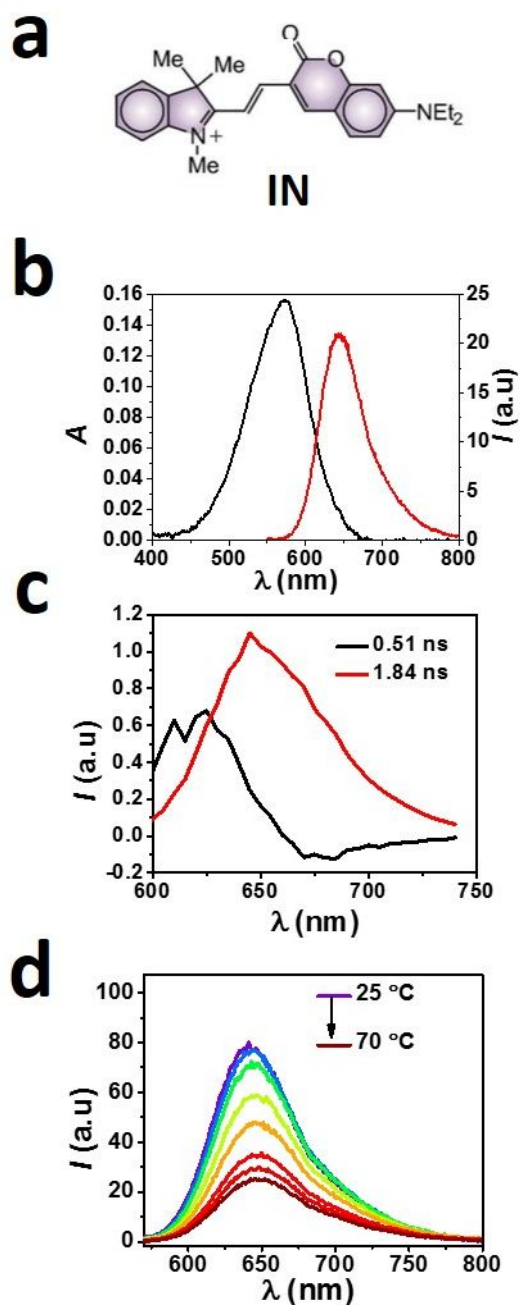 a
O
O
Me
Me
NEt2
N+
Me
IN
b
0.16
0.14
0.12
0.10
0.08
0.06
0.04
0.02
0.00
A
25
20
15
10
5
0
I (a.u)
400 500 600 700 800
λ (nm)
c
1.2
1.0
0.8
0.6
0.4
0.2
0.0
-0.2
I (a.u)
0.51 ns
1.84 ns
600 650 700 750
λ (nm)
d
100
80
60
40
20
0
I (a.u)
25 °C
70 °C
600 650 700 750 800
λ (nm)